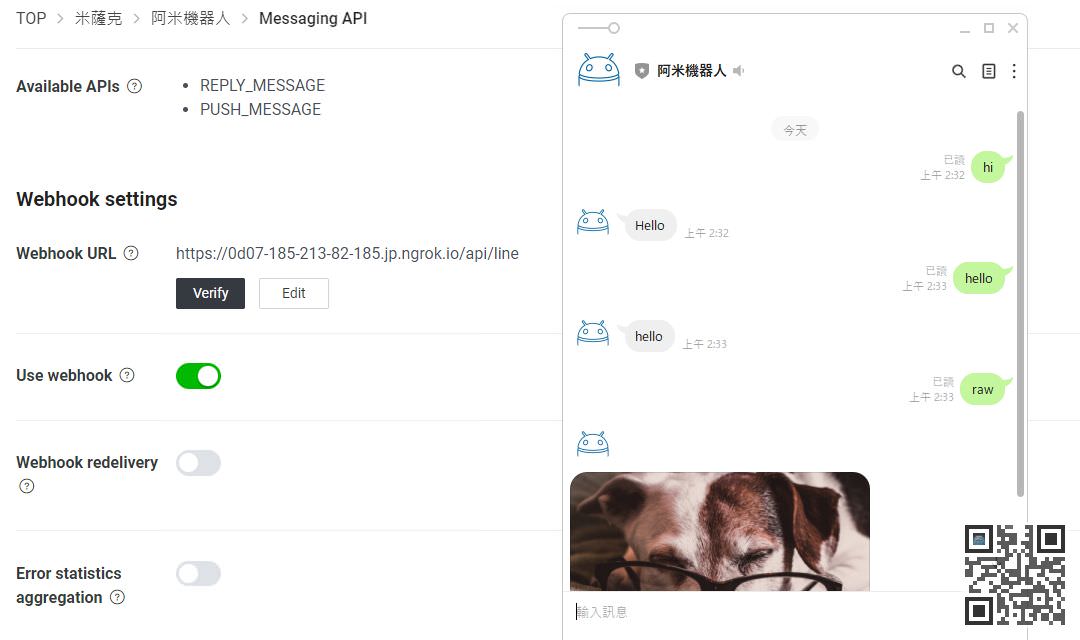 TOP > 米薩克 > 阿米機器人 > Messaging API
Available APIs
• REPLY_MESSAGE
• PUSH_MESSAGE
Webhook settings
Webhook URL
https://0d07-185-213-82-185.jp.ngrok.io/api/line
Verify
Edit
Use webhook
Webhook redelivery
Error statistics
aggregation
阿米機器人
今天
已讀
上午 2:32
hi
Hello
上午 2:32
已讀
上午 2:33
hello
hello
上午 2:33
已讀
上午 2:33
raw
輸入訊息